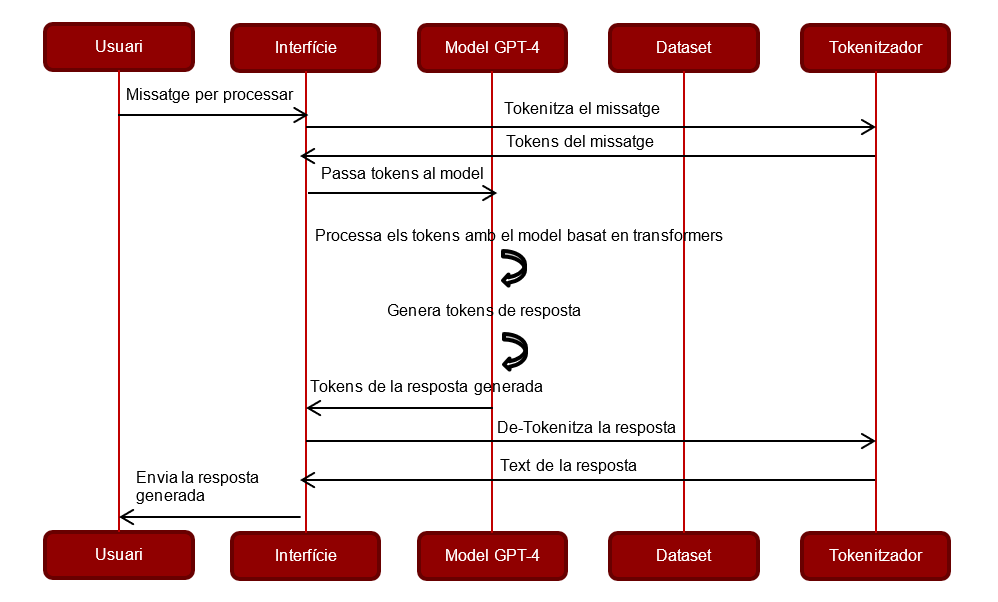 Usuari
Interfície
Model GPT-4
Dataset
Tokenitzador
Missatge per processar
Tokenitza el missatge
Tokens del missatge
Passa tokens al model
Processa els tokens amb el model basat en transformers
Genera tokens de resposta
Tokens de la resposta generada
De-Tokenitza la resposta
Text de la resposta
Envia la resposta
generada
Usuari
Interfície
Model GPT-4
Dataset
Tokenitzador